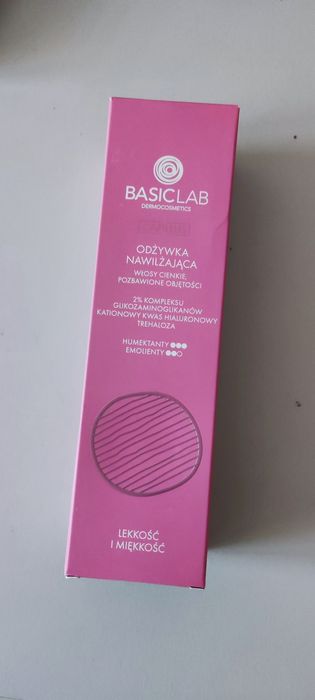 BASICLAB
DERMOCOSMETICS
ODŻYWKA
NAWILŻAJĄCA
WŁOSY CIENKIE,
POZBAWIONE OBJĘTOŚCI
2% KOMPLEKSU
GLIKOZAMINOGLIKANÓW
KATIONOWY KWAS HIALURONOWY
TREHALOZA
HUMEKTANTY
EMOLIENTY
LEKKOŚĆ
I MIĘKKOŚĆ